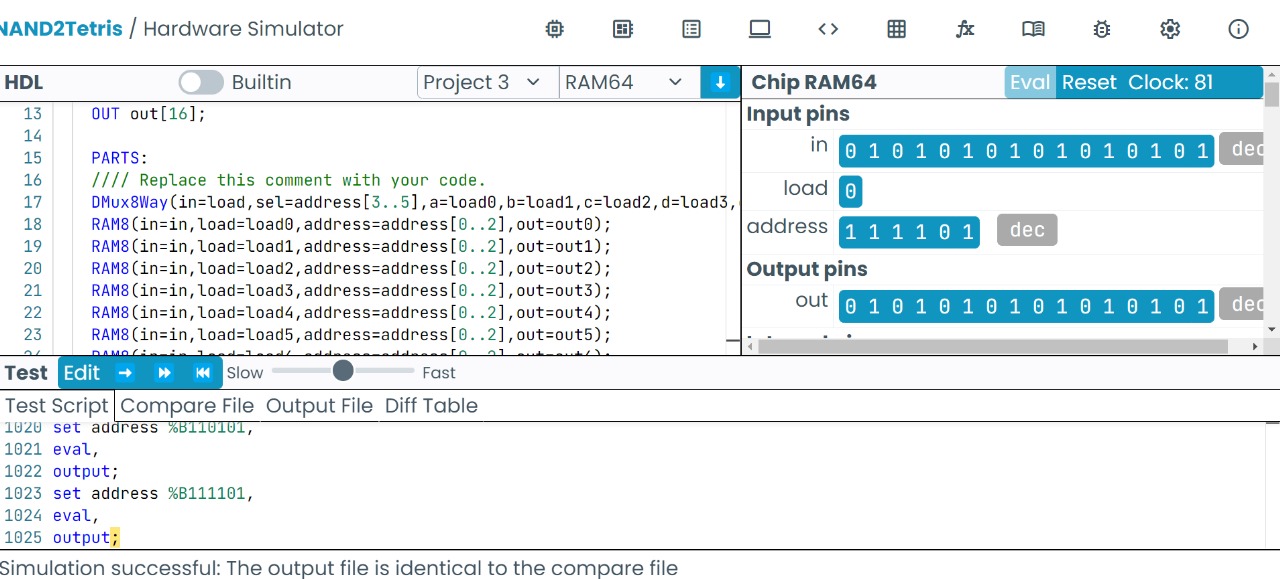 NAND2Tetris / Hardware Simulator
HDL Builtin Project 3 RAM64
13 OUT out[16];
14
15 PARTS:
16 //// Replace this comment with your code.
17 DMux8Way(in=load,sel=address[3..5],a=load0,b=load1,c=load2,d=load3,
18 RAM8(in=in,load=load0,address=address[0..2],out=out0);
19 RAM8(in=in,load=load1,address=address[0..2],out=out1);
20 RAM8(in=in,load=load2,address=address[0..2],out=out2);
21 RAM8(in=in,load=load3,address=address[0..2],out=out3);
22 RAM8(in=in,load=load4,address=address[0..2],out=out4);
23 RAM8(in=in,load=load5,address=address[0..2],out=out5);
Chip RAM64 Eval Reset Clock: 81
Input pins
in 0 1 0 1 0 1 0 1 0 1 0 1 0 1 0 1 dec
load 0
address 1 1 1 1 0 1 dec
Output pins
out 0 1 0 1 0 1 0 1 0 1 0 1 0 1 0 1 dec
Test Edit Slow Fast
Test Script Compare File Output File Diff Table
1020 set address %B110101,
1021 eval,
1022 output;
1023 set address %B111101,
1024 eval,
1025 output;
Simulation successful: The output file is identical to the compare file